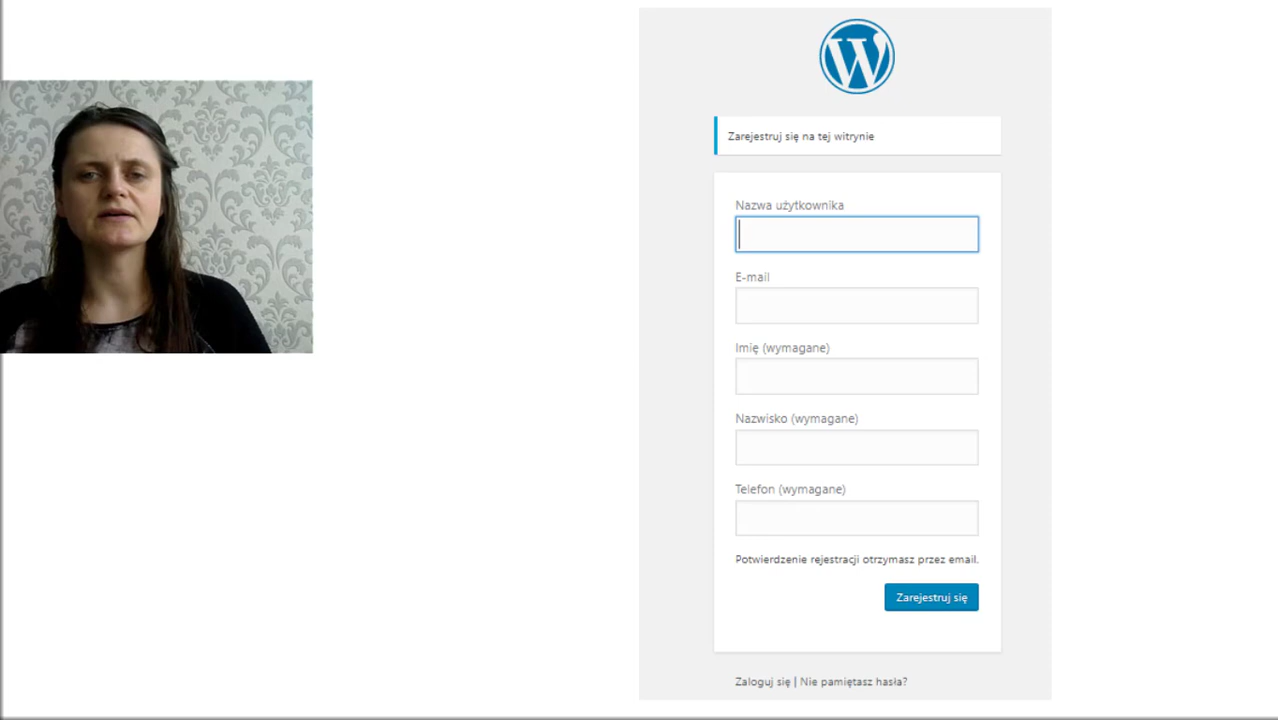 W
Zarejestruj się na tej witrynie
Nazwa użytkownika
E-mail
Imię (wymagane)
Nazwisko (wymagane)
Telefon (wymagane)
Potwierdzenie rejestracji otrzymasz przez email.
Zarejestruj się
Zaloguj się | Nie pamiętasz hasła?